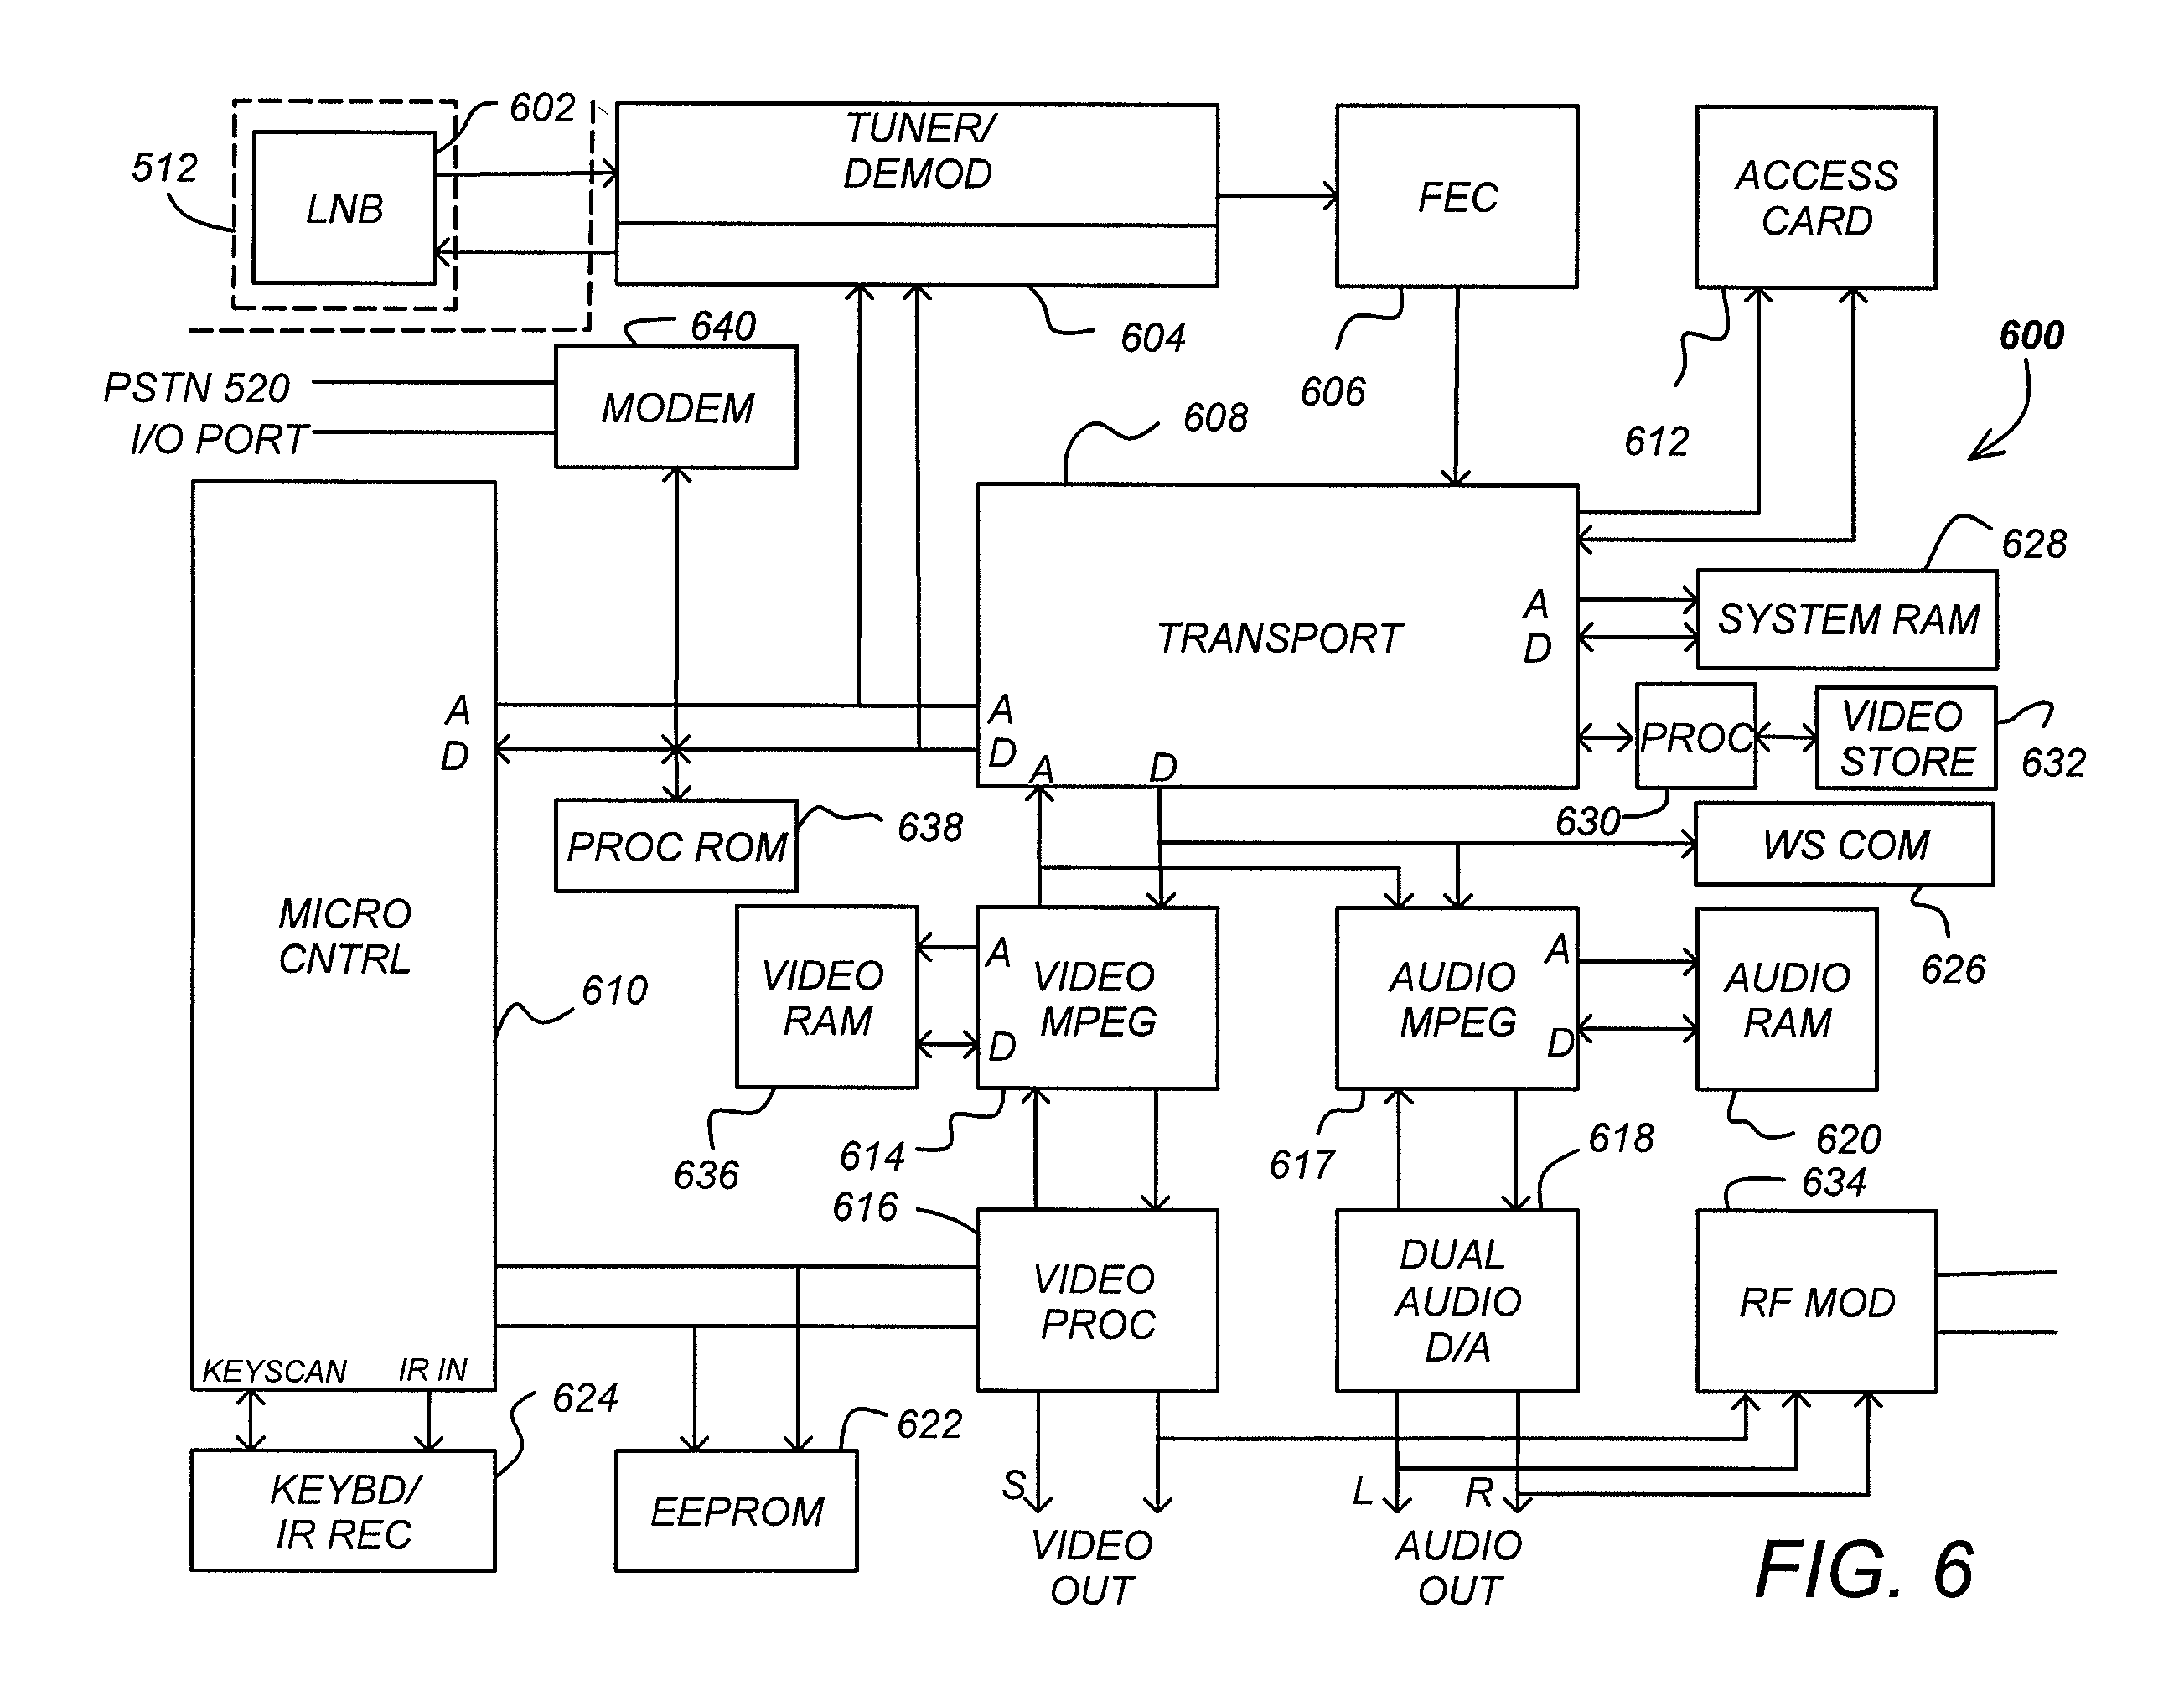 602
512
LNB
TUNER/
DEMOD
FEC
ACCESS
CARD
640
604
606
600
PSTN 520
I/O PORT
MODEM
608
612
628
SYSTEM RAM
A
D
TRANSPORT
A
D
A
D
A
D
PROC
VIDEO
STORE
632
630
638
PROC ROM
WS COM
626
MICRO
CNTRL
610
VIDEO
RAM
A
D
VIDEO
MPEG
AUDIO
MPEG
A
D
AUDIO
RAM
636
614
617
618
620
634
616
VIDEO
PROC
DUAL
AUDIO
D/A
RF MOD
KEYSCAN
IR IN
624
622
KEYBD/
IR REC
EEPROM
S
L
R
VIDEO
OUT
AUDIO
OUT
FIG. 6